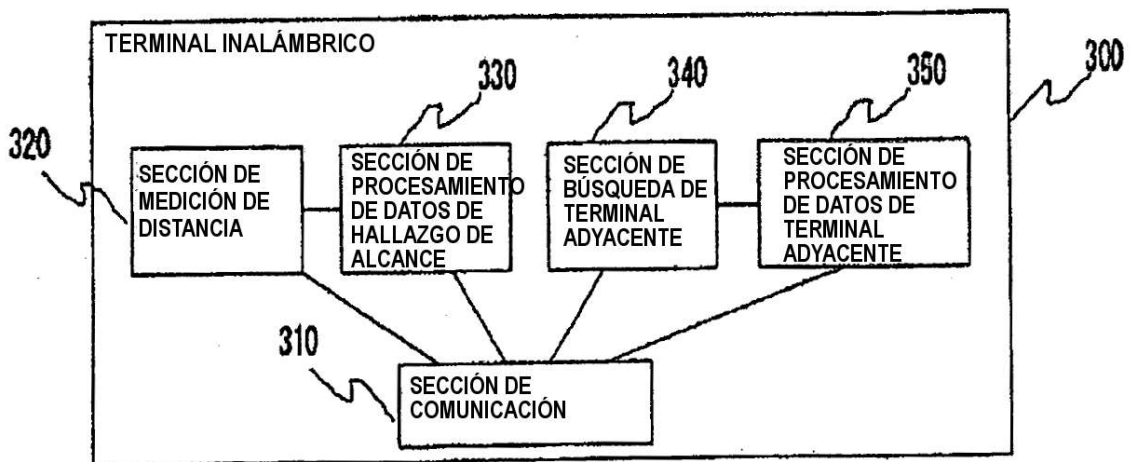 TERMINAL INALÁMBRICO
300
320
330
340
350
SECCIÓN DE
MEDICIÓN DE
DISTANCIA
SECCIÓN DE
PROCESAMIENTO
DE DATOS DE
HALLAZGO DE
ALCANCE
SECCIÓN DE
BÚSQUEDA DE
TERMINAL
ADYACENTE
SECCIÓN DE
PROCESAMIENTO
DE DATOS DE
TERMINAL
ADYACENTE
310
SECCIÓN DE
COMUNICACIÓN